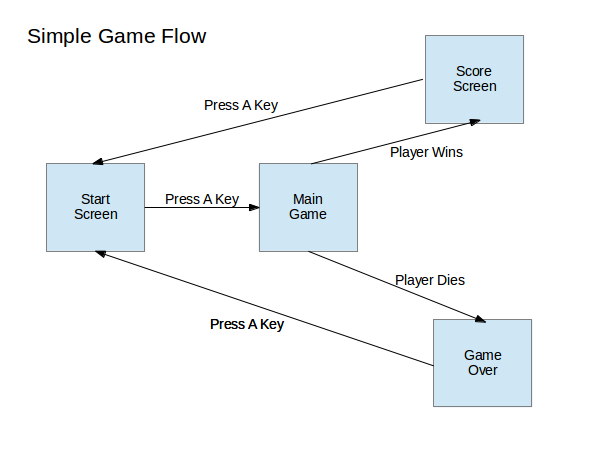 Simple Game Flow
Score
Screen
Press A Key
Player Wins
Start
Screen
Press A Key
Main
Game
Player Dies
Press A Key
Game
Over